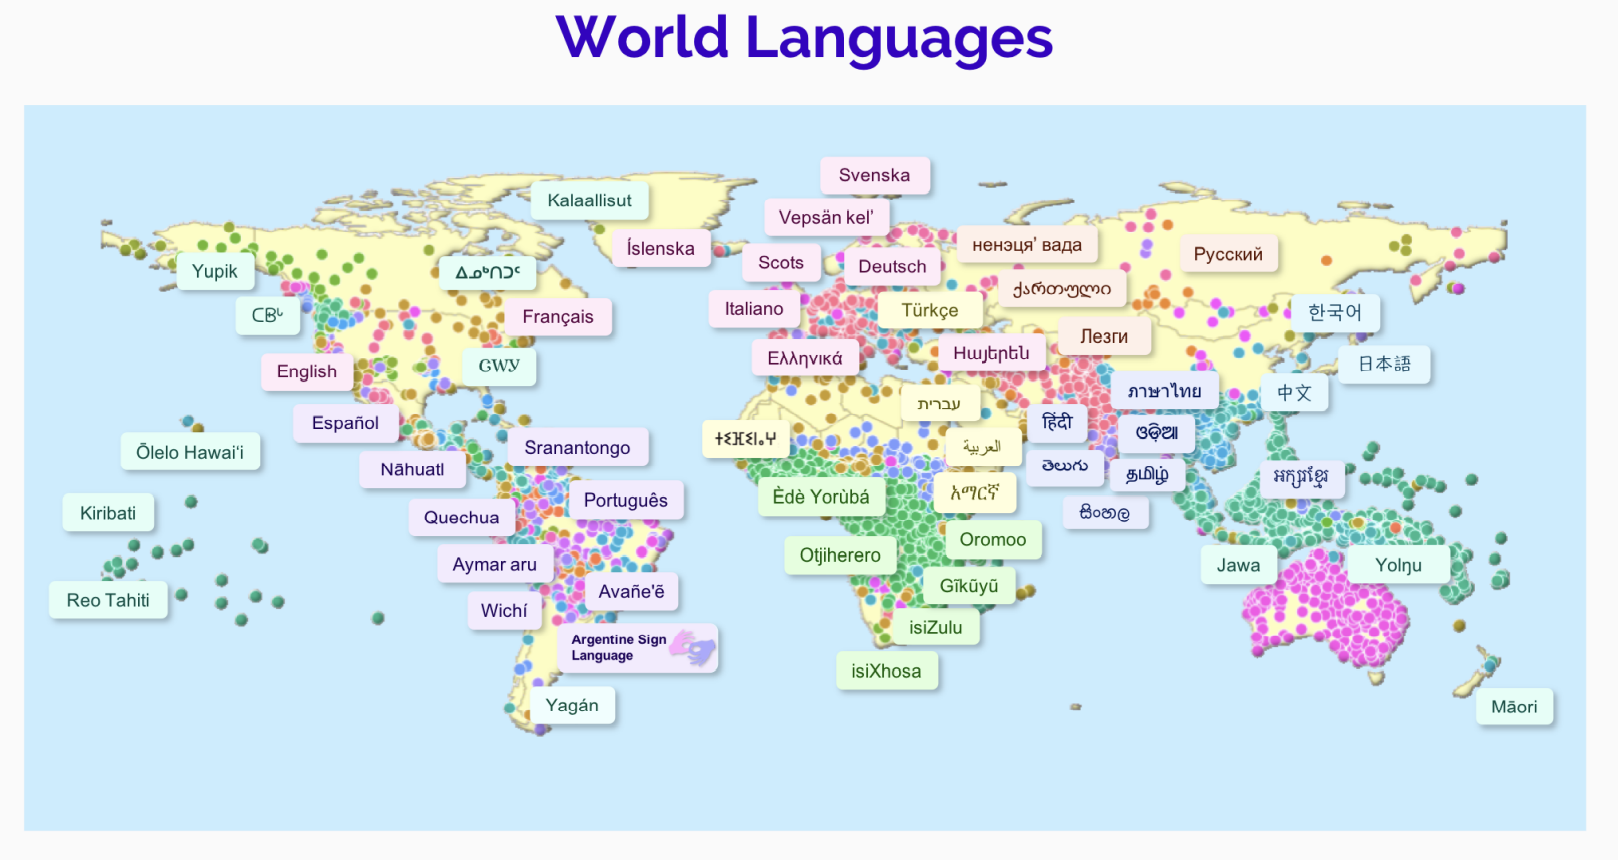 World Languages
Svenska
Kalaallisut
Vepsän kel’
Íslenska
ненэця' вада
Русский
Scots
Deutsch
Yupik
ᐃᓄᒃᑎᑐᑦ
ქართული
Italiano
Türkçe
한국어
Français
Лезги
Ελληνικά
Հայերեն
日本語
English
ᏣᎳᎩ
ภาษาไทย
中文
עברית
Español
हिंदी
ଓଡ଼ିଆ
ⵜⵉⴼⵉⵏⴰⵖ
Sranantongo
العربية
Ōlelo Hawai'i
Nāhuatl
తెలుగు
தமிழ்
អក្សរខ្មែរ
Èdè Yorùbá
አማርኛ
Português
Kiribati
Quechua
සිංහල
Oromoo
Otjiherero
Aymar aru
Jawa
Yolŋu
Gĩkũyũ
Avañe'ẽ
Reo Tahiti
Wichí
isiZulu
Argentine Sign
Language
isiXhosa
Yagán
Māori